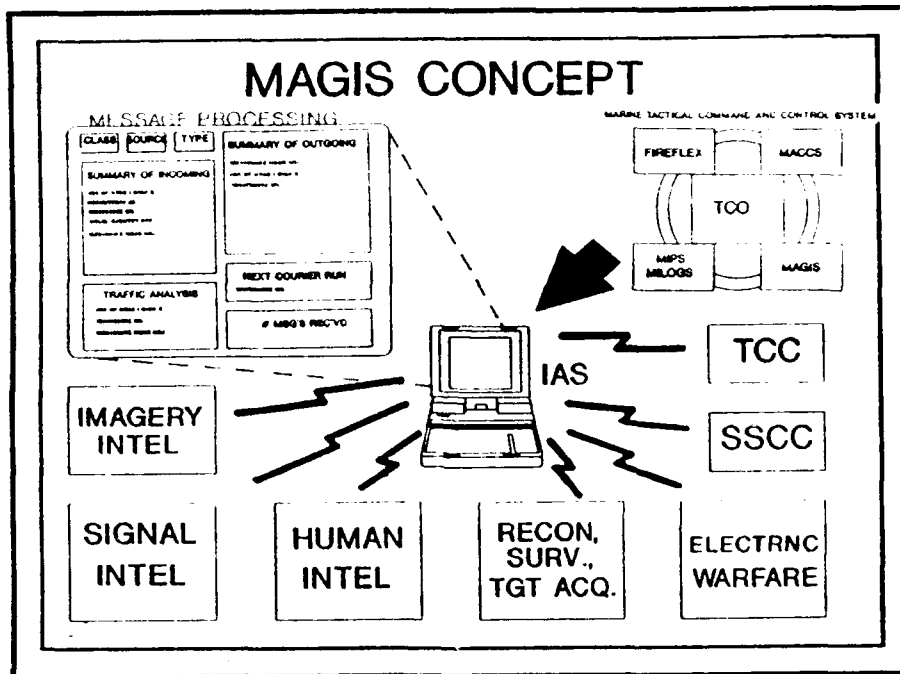 MAGIS CONCEPT
MESSAGE PROCESSING
CLASS SOURCE TYPE
SUMMARY OF INCOMING
SUMMARY OF OUTGOING
TRAFFIC ANALYSIS
NEXT COURIER RUN
# MSG'S REC'VD
MARINE TACTICAL COMMAND AND CONTROL SYSTEM
FIREFLEX
MACCS
TCO
MIPS
MILOGS
MAGIS
IAS
TCC
SSCC
IMAGERY
INTEL
SIGNAL
INTEL
HUMAN
INTEL
RECON,
SURV.,
TGT ACQ.
ELECTRNC
WARFARE